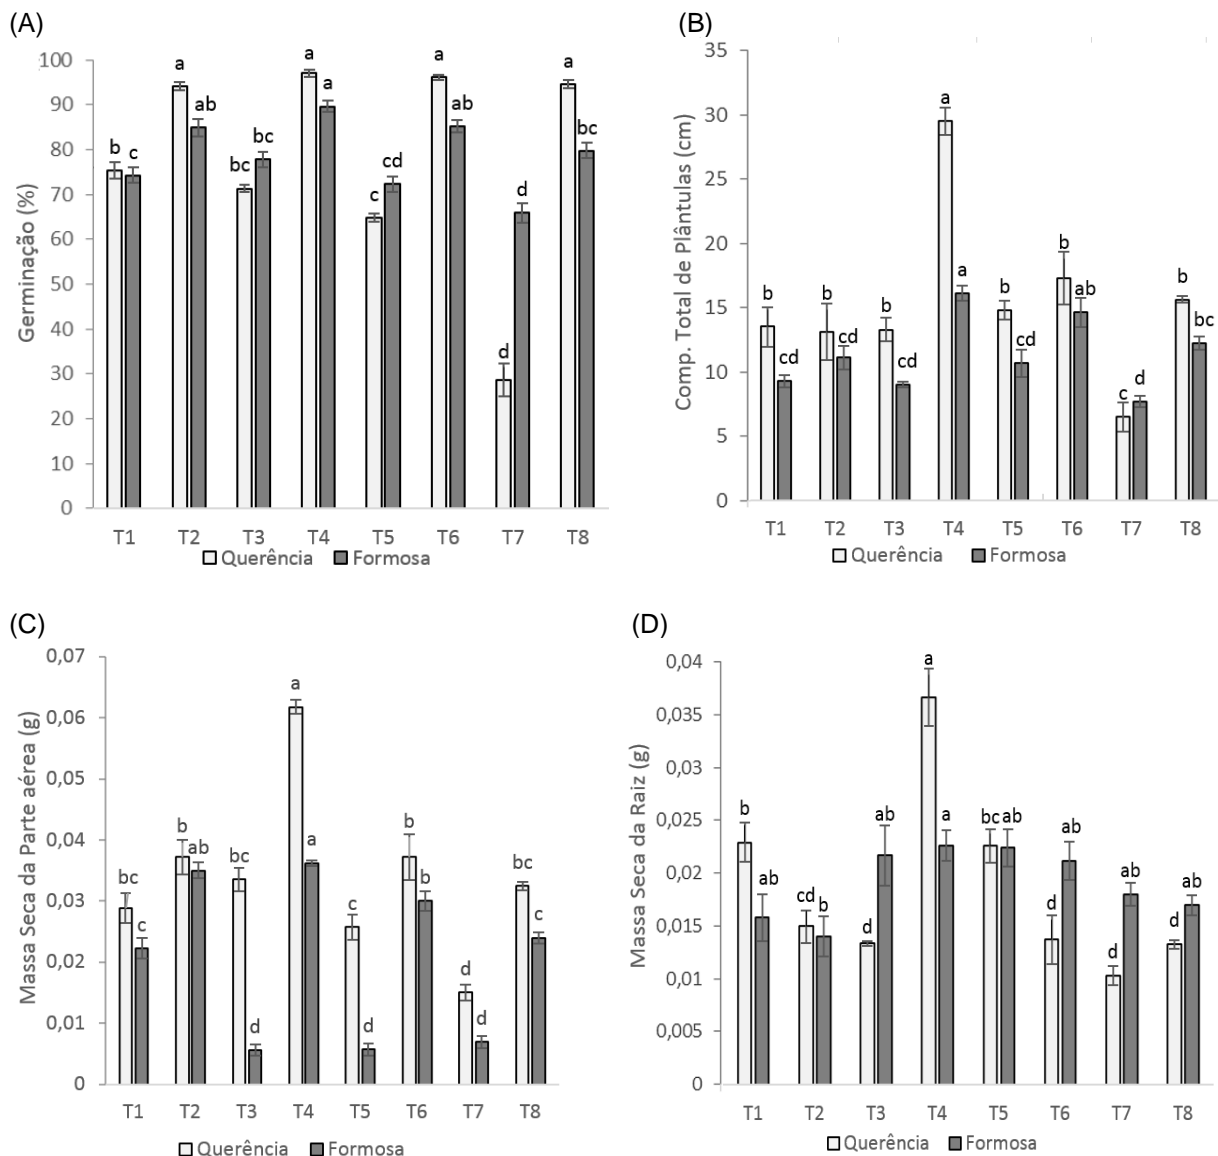 (A)
100
90
80
70
60
50
40
30
20
10
0
Germinação (%)
b c a ab bc bc a a c cd a ab d d a bc
T1 T2 T3 T4 T5 T6 T7 T8
Querência Formosa
(B)
35
30
25
20
15
10
5
0
Comp. Total de Plântulas (cm)
b cd b cd b cd a a b cd b ab c d b bc
T1 T2 T3 T4 T5 T6 T7 T8
Querência Formosa
(C)
0,07
0,06
0,05
0,04
0,03
0,02
0,01
0
Massa Seca da Parte aérea (g)
bc c b ab bc d a a c d b b d d bc c
T1 T2 T3 T4 T5 T6 T7 T8
Querência Formosa
(D)
0,04
0,035
0,03
0,025
0,02
0,015
0,01
0,005
0
Massa Seca da Raiz (g)
b ab cd b d ab a a bc ab d ab d ab d ab
T1 T2 T3 T4 T5 T6 T7 T8
Querência Formosa